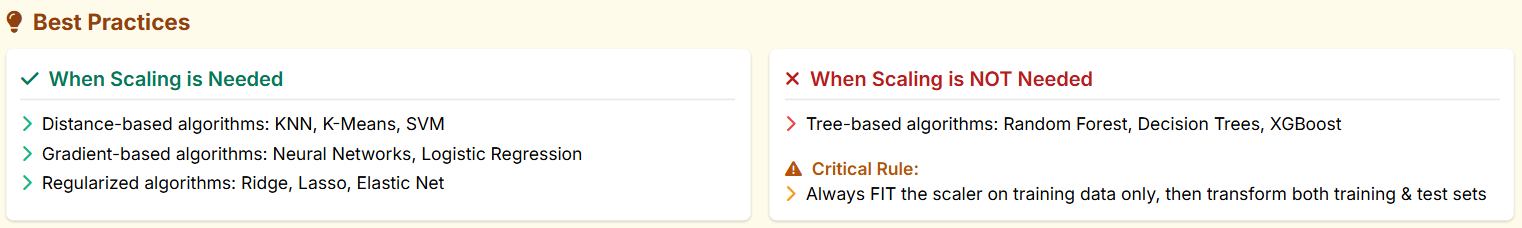 Best Practices
When Scaling is Needed
Distance-based algorithms: KNN, K-Means, SVM
Gradient-based algorithms: Neural Networks, Logistic Regression
Regularized algorithms: Ridge, Lasso, Elastic Net
When Scaling is NOT Needed
Tree-based algorithms: Random Forest, Decision Trees, XGBoost
Critical Rule:
Always FIT the scaler on training data only, then transform both training & test sets